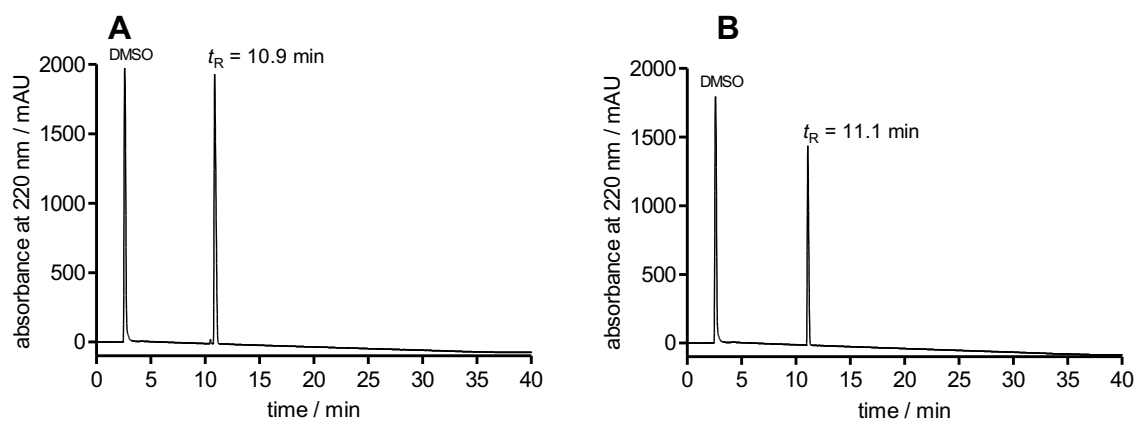 A
DMSO
tR = 10.9 min
2000
1500
1000
500
0
absorbance at 220 nm / mAU
0 5 10 15 20 25 30 35 40
time / min
B
DMSO
tR = 11.1 min
2000
1500
1000
500
0
absorbance at 220 nm / mAU
0 5 10 15 20 25 30 35 40
time / min